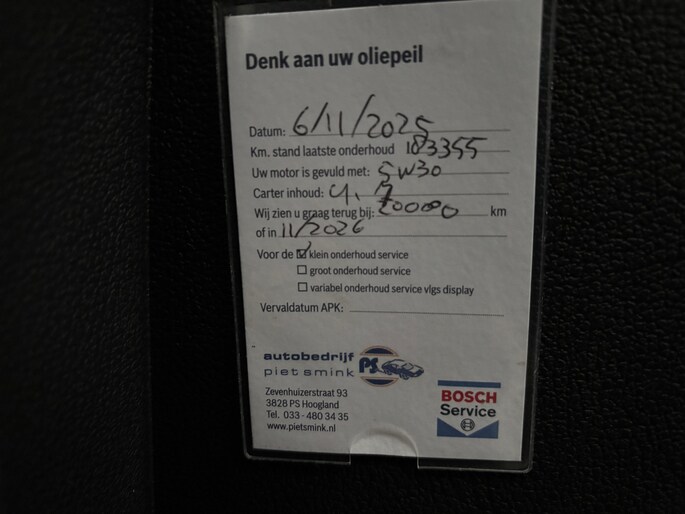 Denk aan uw oliepeil
Datum: 6/11/2025
Km. stand laatste onderhoud 183355
Uw motor is gevuld met: 5W30
Carter inhoud: 4.7
Wij zien u graag terug bij: 200000 km
of in 11/2026
Voor de ☑ klein onderhoud service
☐ groot onderhoud service
☐ variabel onderhoud service vlgs display
Vervaldatum APK:
autobedrijf
piet smink PS
Zevenhuizerstraat 93
3828 PS Hoogland
Tel. 033 - 480 34 35
www.pietsmink.nl
BOSCH
Service